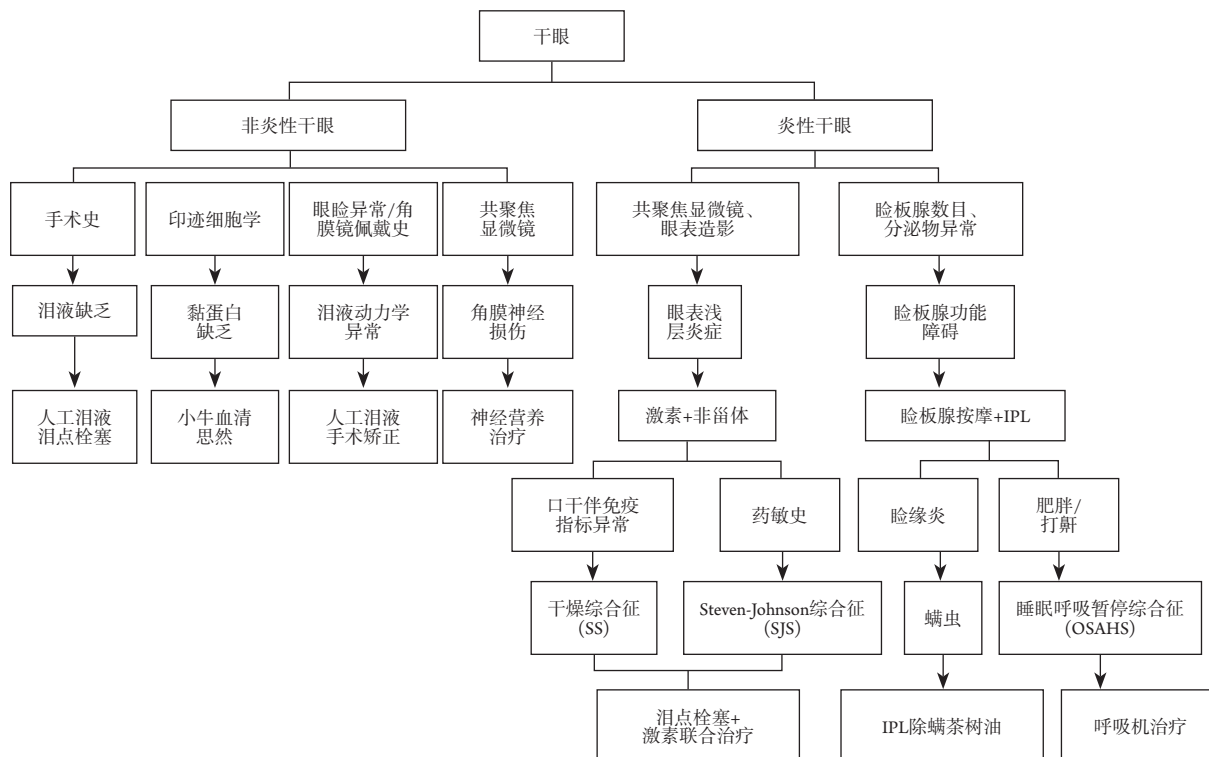 干眼
非炎性干眼
炎性干眼
手术史
印迹细胞学
眼睑异常/角
膜镜佩戴史
共聚焦
显微镜
共聚焦显微镜、
眼表造影
睑板腺数目、
分泌物异常
泪液缺乏
黏蛋白
缺乏
泪液动力学
异常
角膜神经
损伤
眼表浅
层炎症
睑板腺功能
障碍
人工泪液
泪点栓塞
小牛血清
思然
人工泪液
手术矫正
神经营养
治疗
激素+非甾体
睑板腺按摩+IPL
口干伴免疫
指标异常
药敏史
睑缘炎
肥胖/
打鼾
干燥综合征
(SS)
Steven-Johnson综合征
(SJS)
螨虫
睡眠呼吸暂停综合征
(OSAHS)
泪点栓塞+
激素联合治疗
IPL除螨茶树油
呼吸机治疗